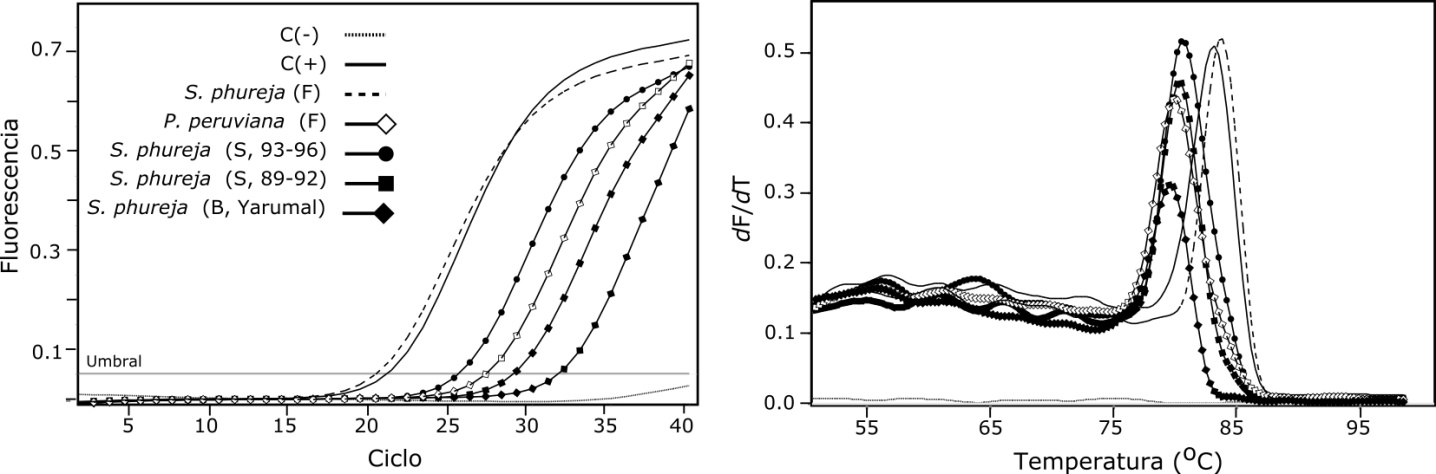 C(-)
C(+)
S. phureja (F)
P. peruviana (F)
S. phureja (S, 93-96)
S. phureja (S, 89-92)
S. phureja (B, Yarumal)
Umbral
Fluorescencia
0.7
0.5
0.3
0.1
5 10 15 20 25 30 35 40
Ciclo
dF/dT
0.5
0.4
0.3
0.2
0.1
0.0
55 65 75 85 95
Temperatura (ºC)